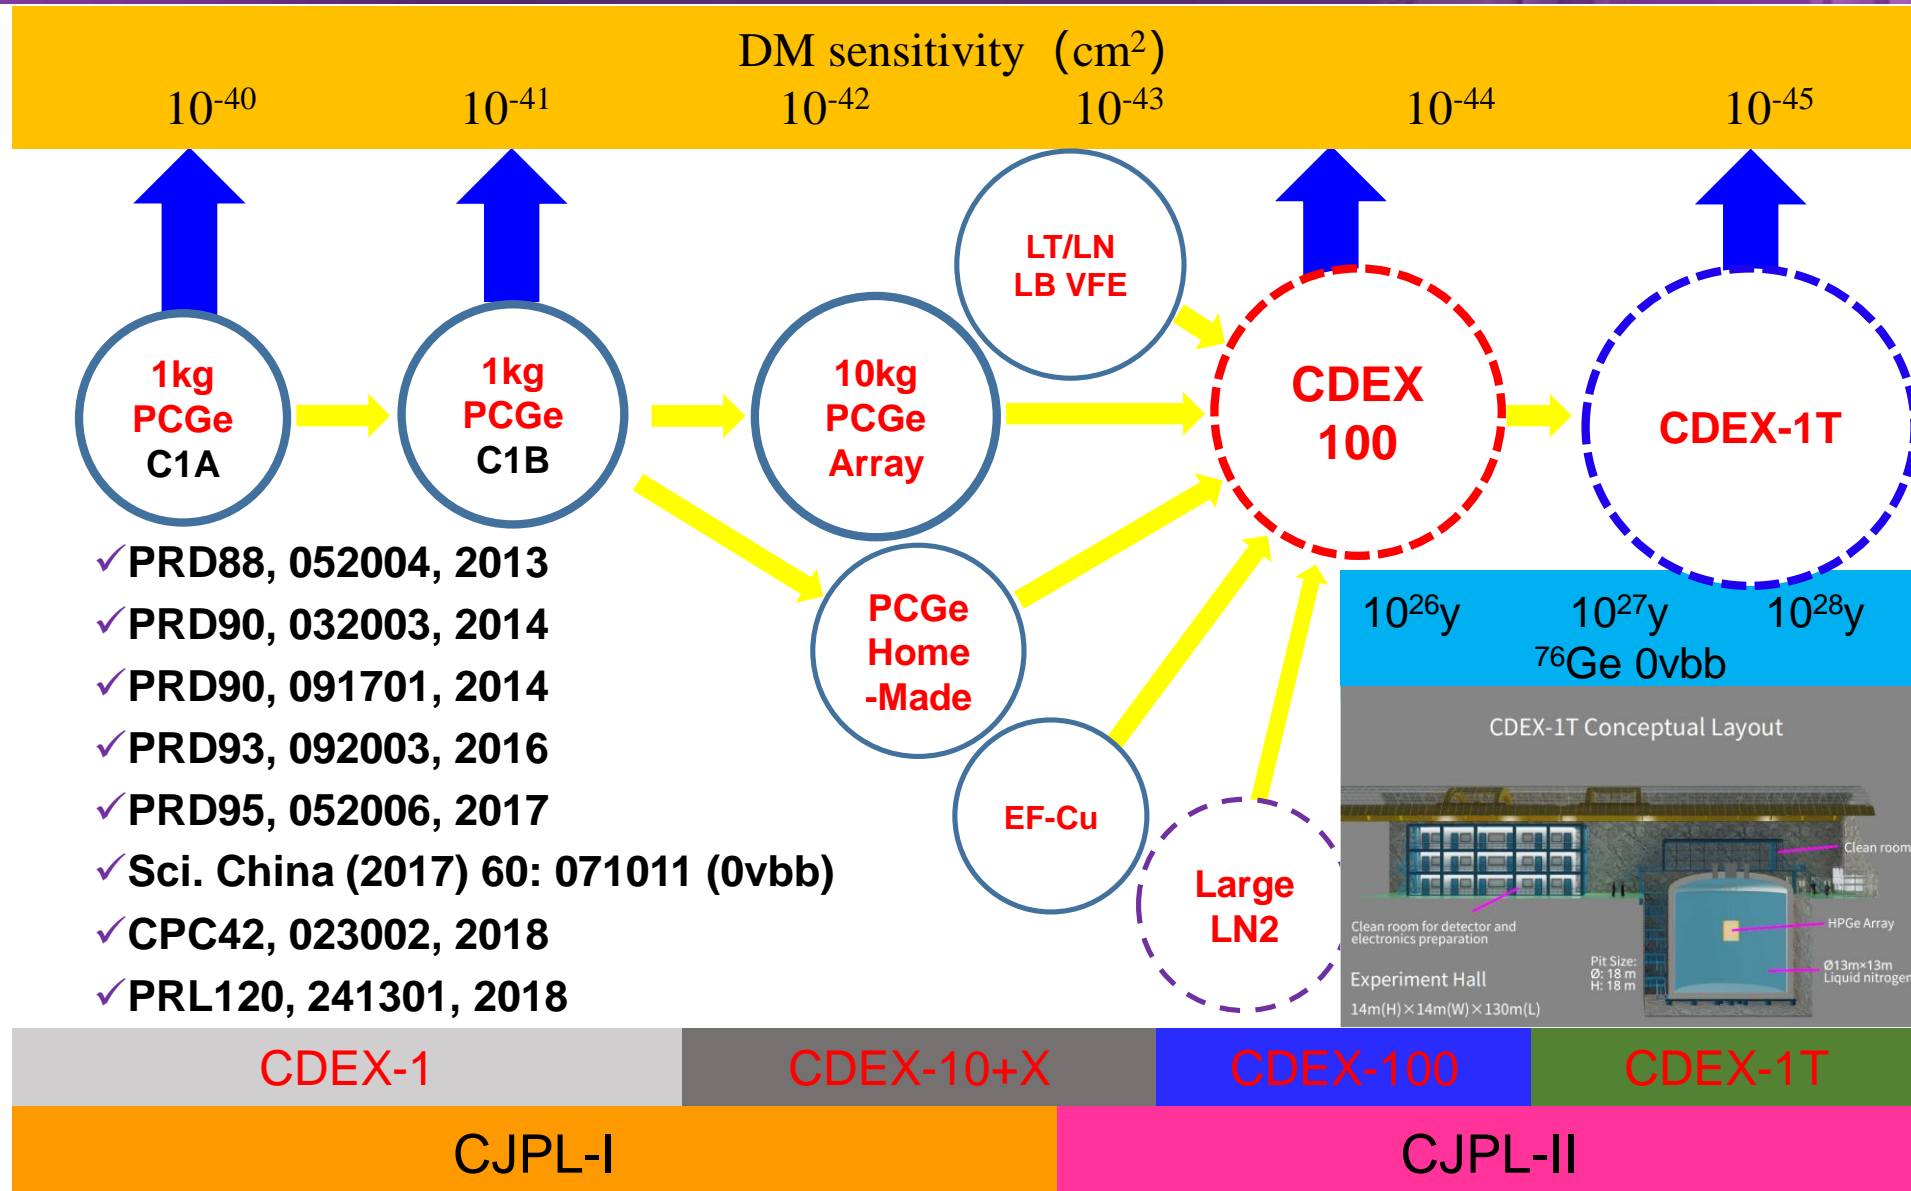 DM sensitivity (cm²)
10⁻⁴⁰ 10⁻⁴¹ 10⁻⁴² 10⁻⁴³ 10⁻⁴⁴ 10⁻⁴⁵
1kg
PCGe
C1A
1kg
PCGe
C1B
10kg
PCGe
Array
LT/LN
LB VFE
CDEX
100
CDEX-1T
PCGe
Home
-Made
EF-Cu
Large
LN2
✓PRD88, 052004, 2013
✓PRD90, 032003, 2014
✓PRD90, 091701, 2014
✓PRD93, 092003, 2016
✓PRD95, 052006, 2017
✓Sci. China (2017) 60: 071011 (0vbb)
✓CPC42, 023002, 2018
✓PRL120, 241301, 2018
10²⁶y 10²⁷y 10²⁸y
⁷⁶Ge 0vbb
CDEX-1T Conceptual Layout
Clean room
Clean room for detector and
electronics preparation
HPGe Array
Pit Size:
Ø: 18 m
H: 18 m
Ø13m×13m
Liquid nitrogen
Experiment Hall
14m(H)×14m(W)×130m(L)
CDEX-1 CDEX-10+X CDEX-100 CDEX-1T
CJPL-I CJPL-II